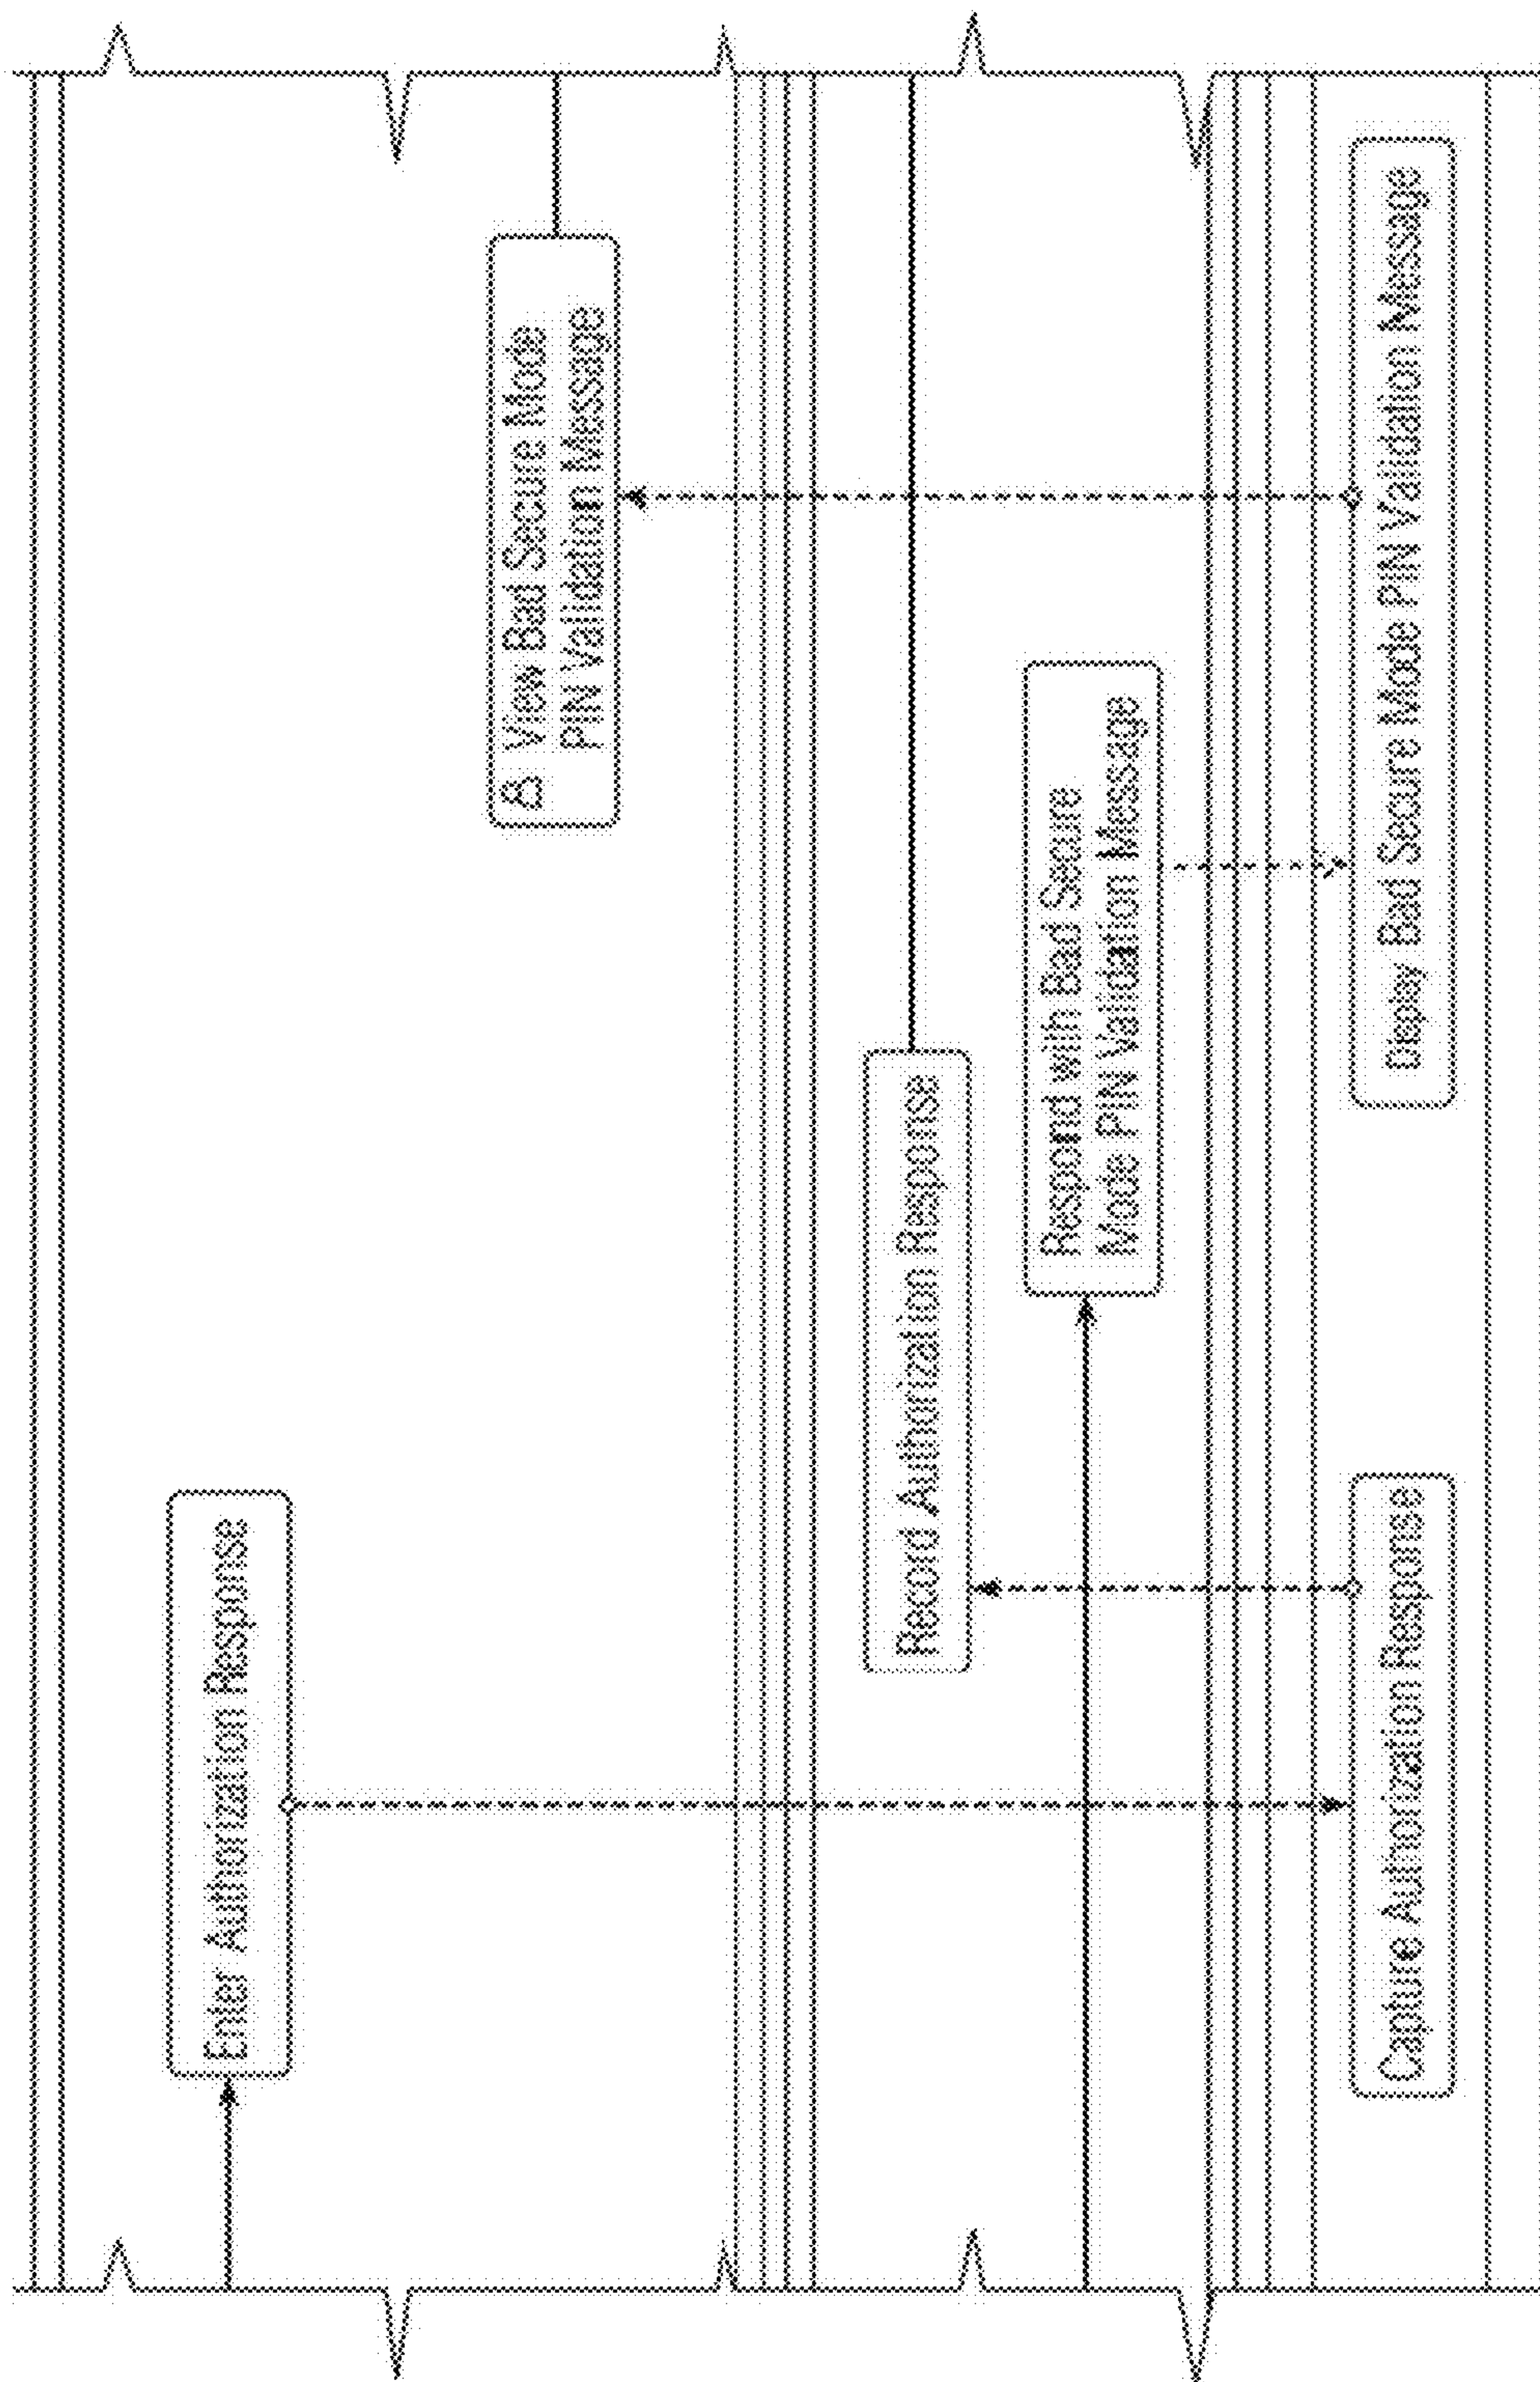 Enter Authorization Response
View Bad Secure Mode
PIN Validation Message
Record Authorization Response
Respond with Bad Secure
Mode PIN Validation Message
Capture Authorization Response
Display Bad Secure Mode PIN Validation Message